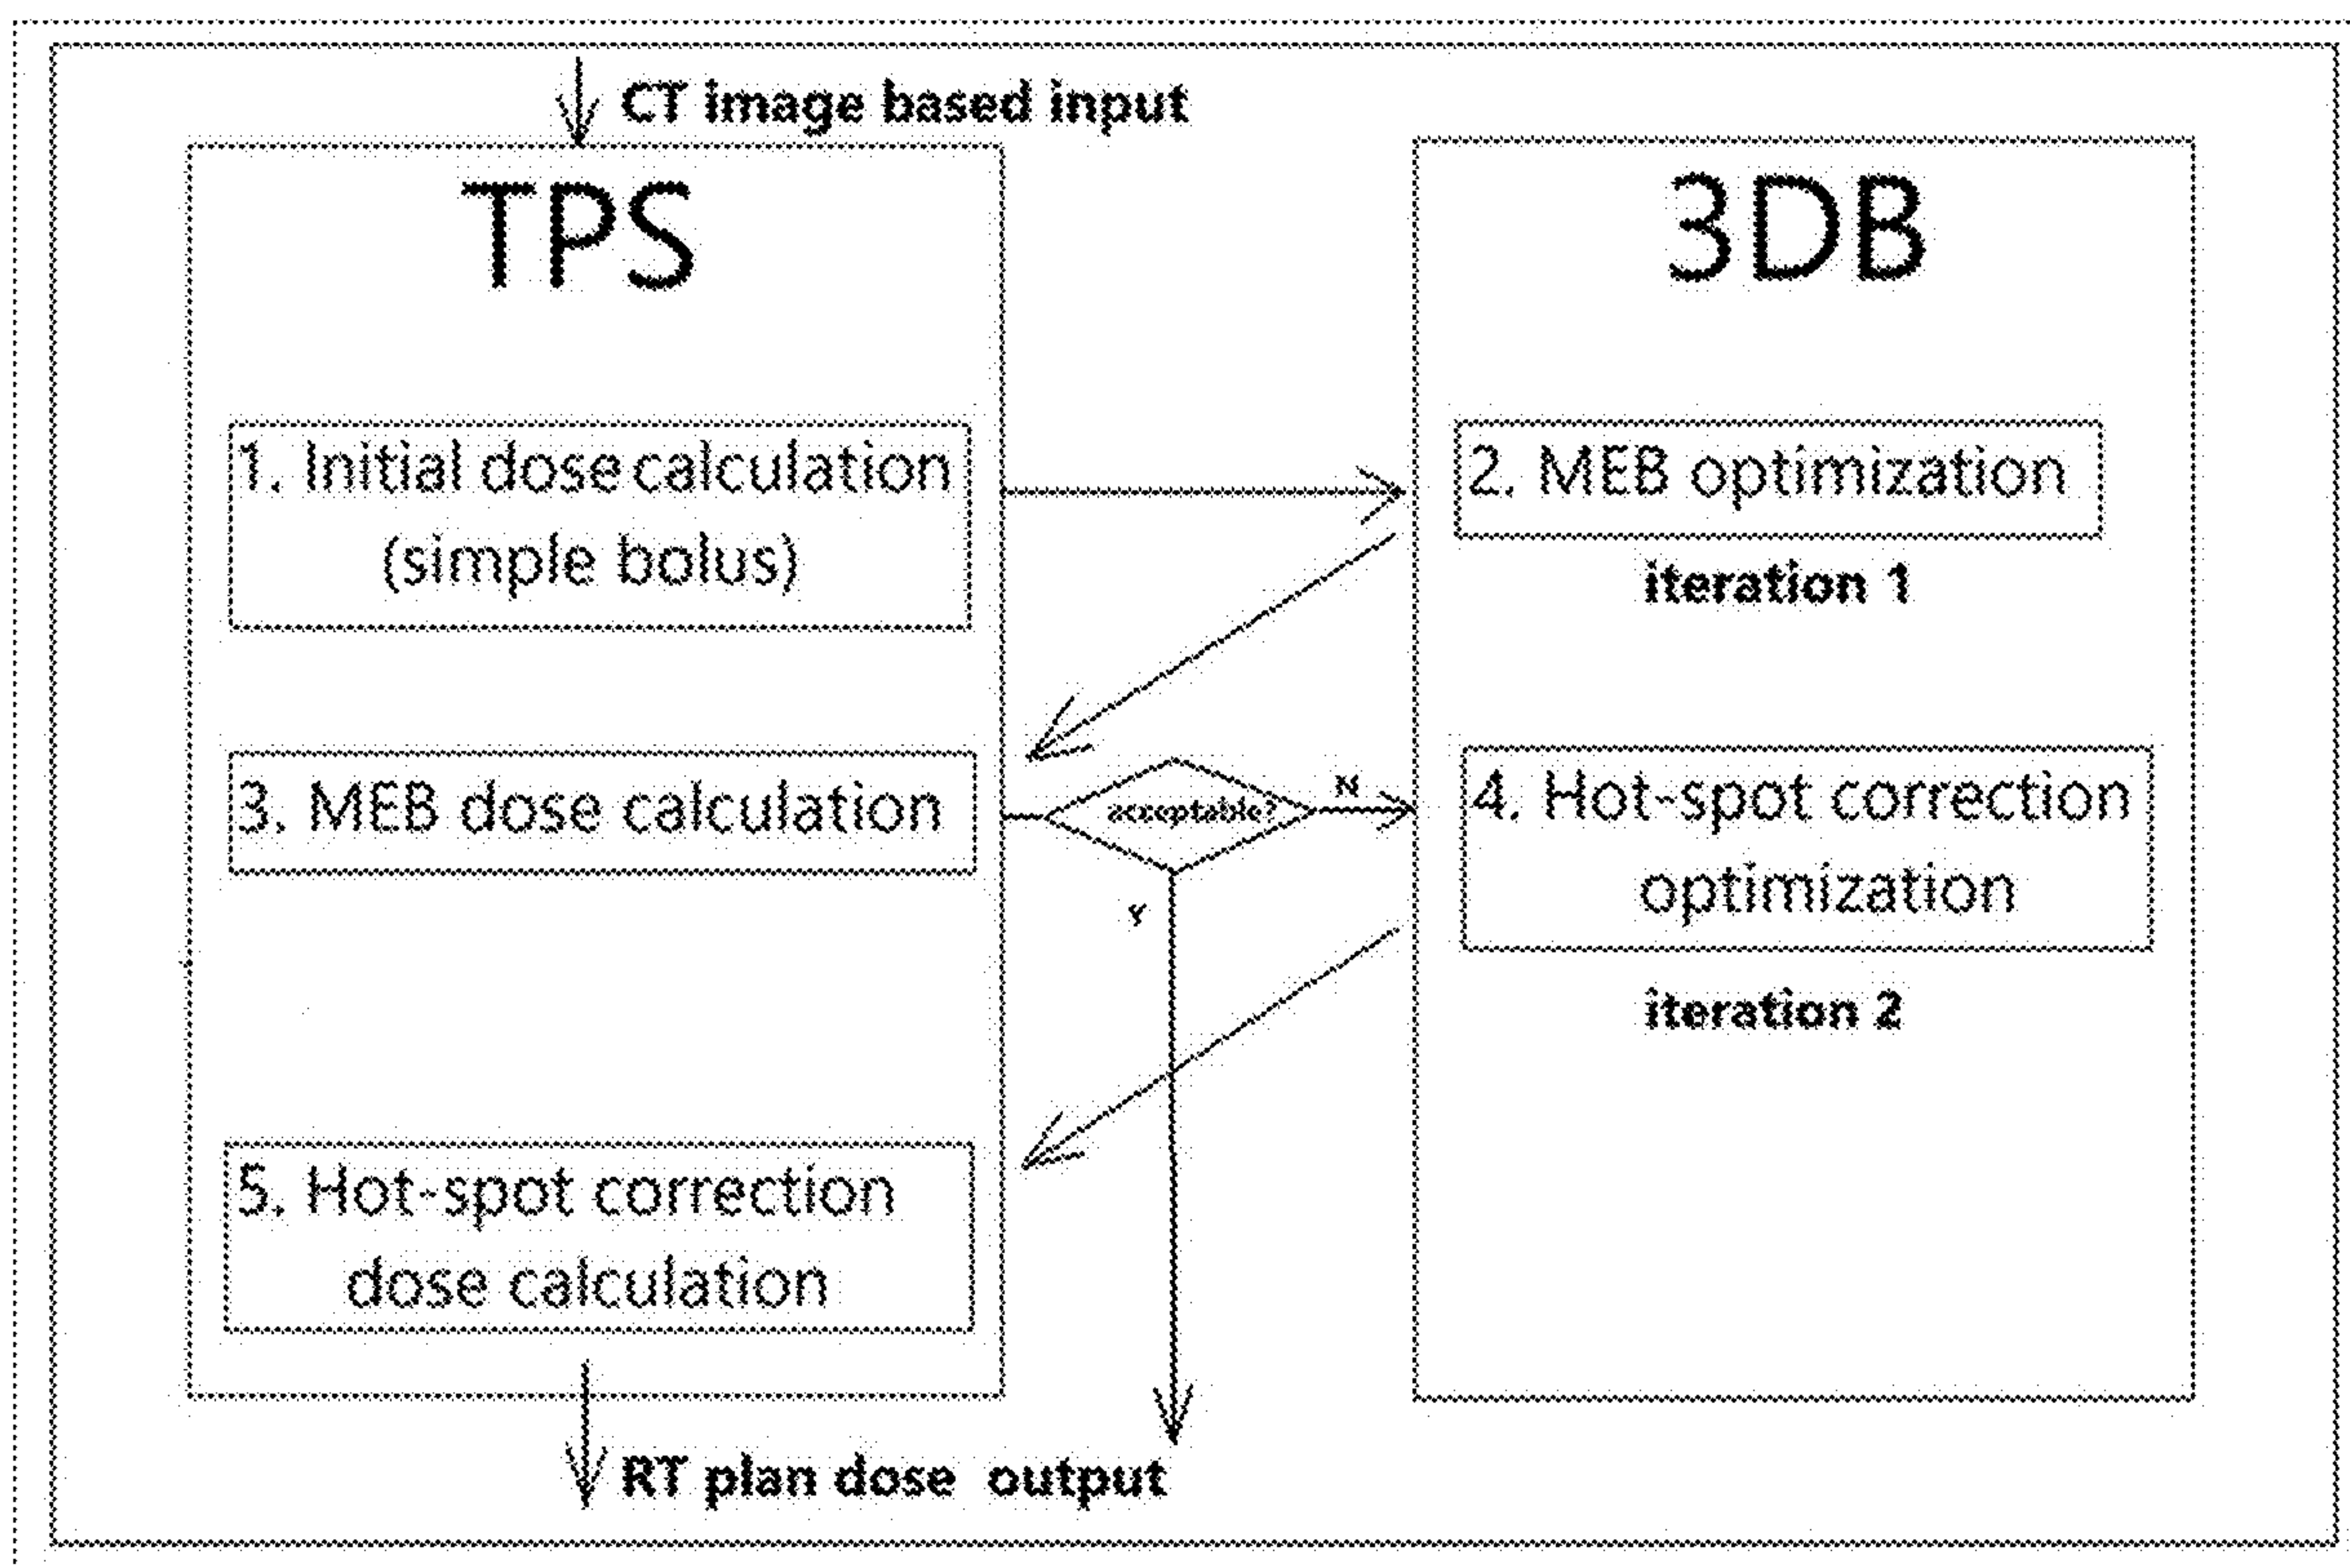 CT image based input
TPS
3DB
1. Initial dose calculation
(simple bolus)
2. MEB optimization
iteration 1
3. MEB dose calculation
acceptable?
N
Y
4. Hot-spot correction
optimization
iteration 2
5. Hot-spot correction
dose calculation
RT plan dose output